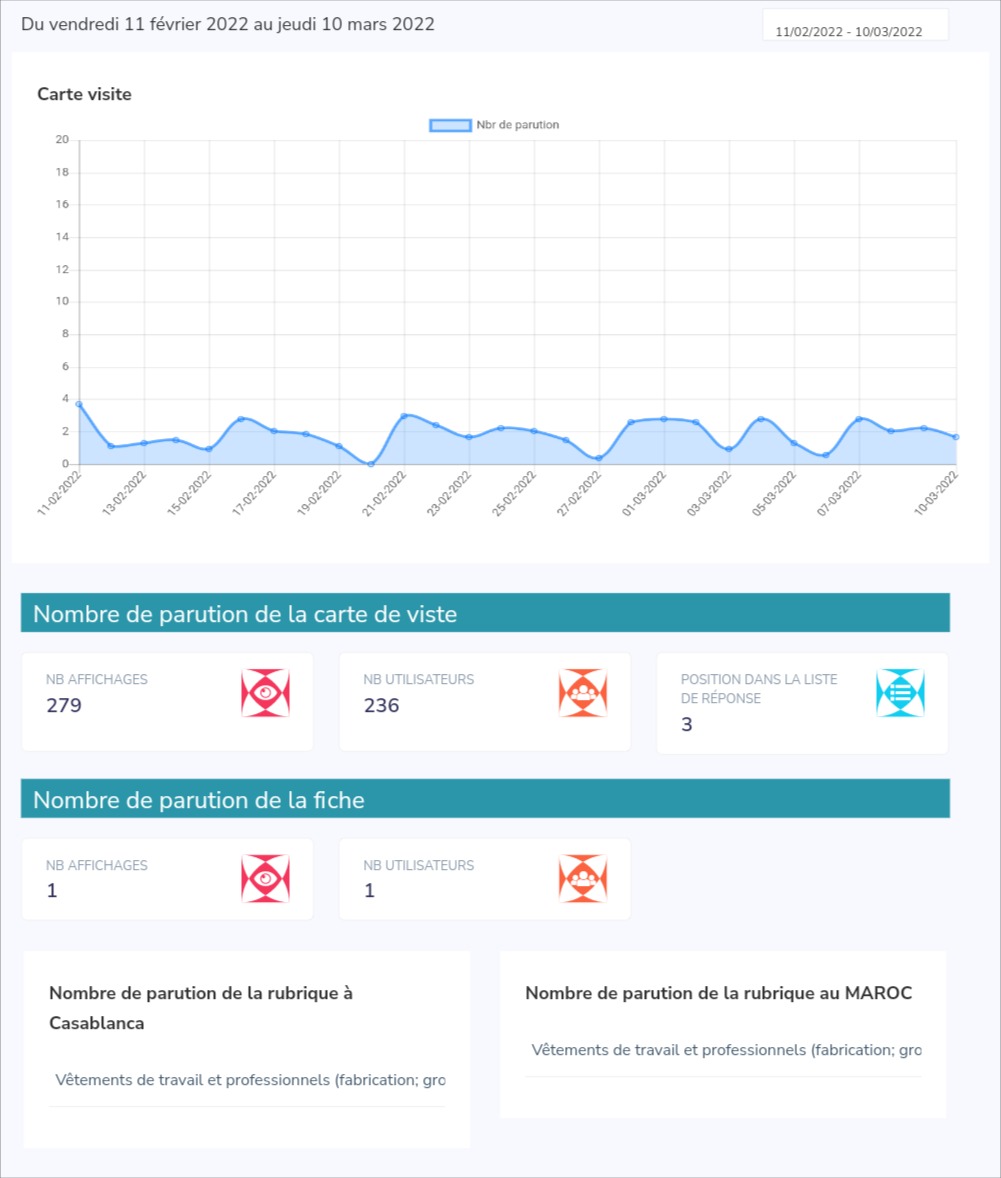 Du vendredi 11 février 2022 au jeudi 10 mars 2022
11/02/2022 - 10/03/2022
Carte visite
Nbr de parution
20
18
16
14
12
10
8
6
4
2
0
11-02-2022
13-02-2022
15-02-2022
17-02-2022
19-02-2022
21-02-2022
23-02-2022
25-02-2022
27-02-2022
01-03-2022
03-03-2022
05-03-2022
07-03-2022
10-03-2022
Nombre de parution de la carte de viste
NB AFFICHAGES
279
NB UTILISATEURS
236
POSITION DANS LA LISTE
DE RÉPONSE
3
Nombre de parution de la fiche
NB AFFICHAGES
1
NB UTILISATEURS
1
Nombre de parution de la rubrique à
Casablanca
Vêtements de travail et professionnels (fabrication; gro
Nombre de parution de la rubrique au MAROC
Vêtements de travail et professionnels (fabrication; gro